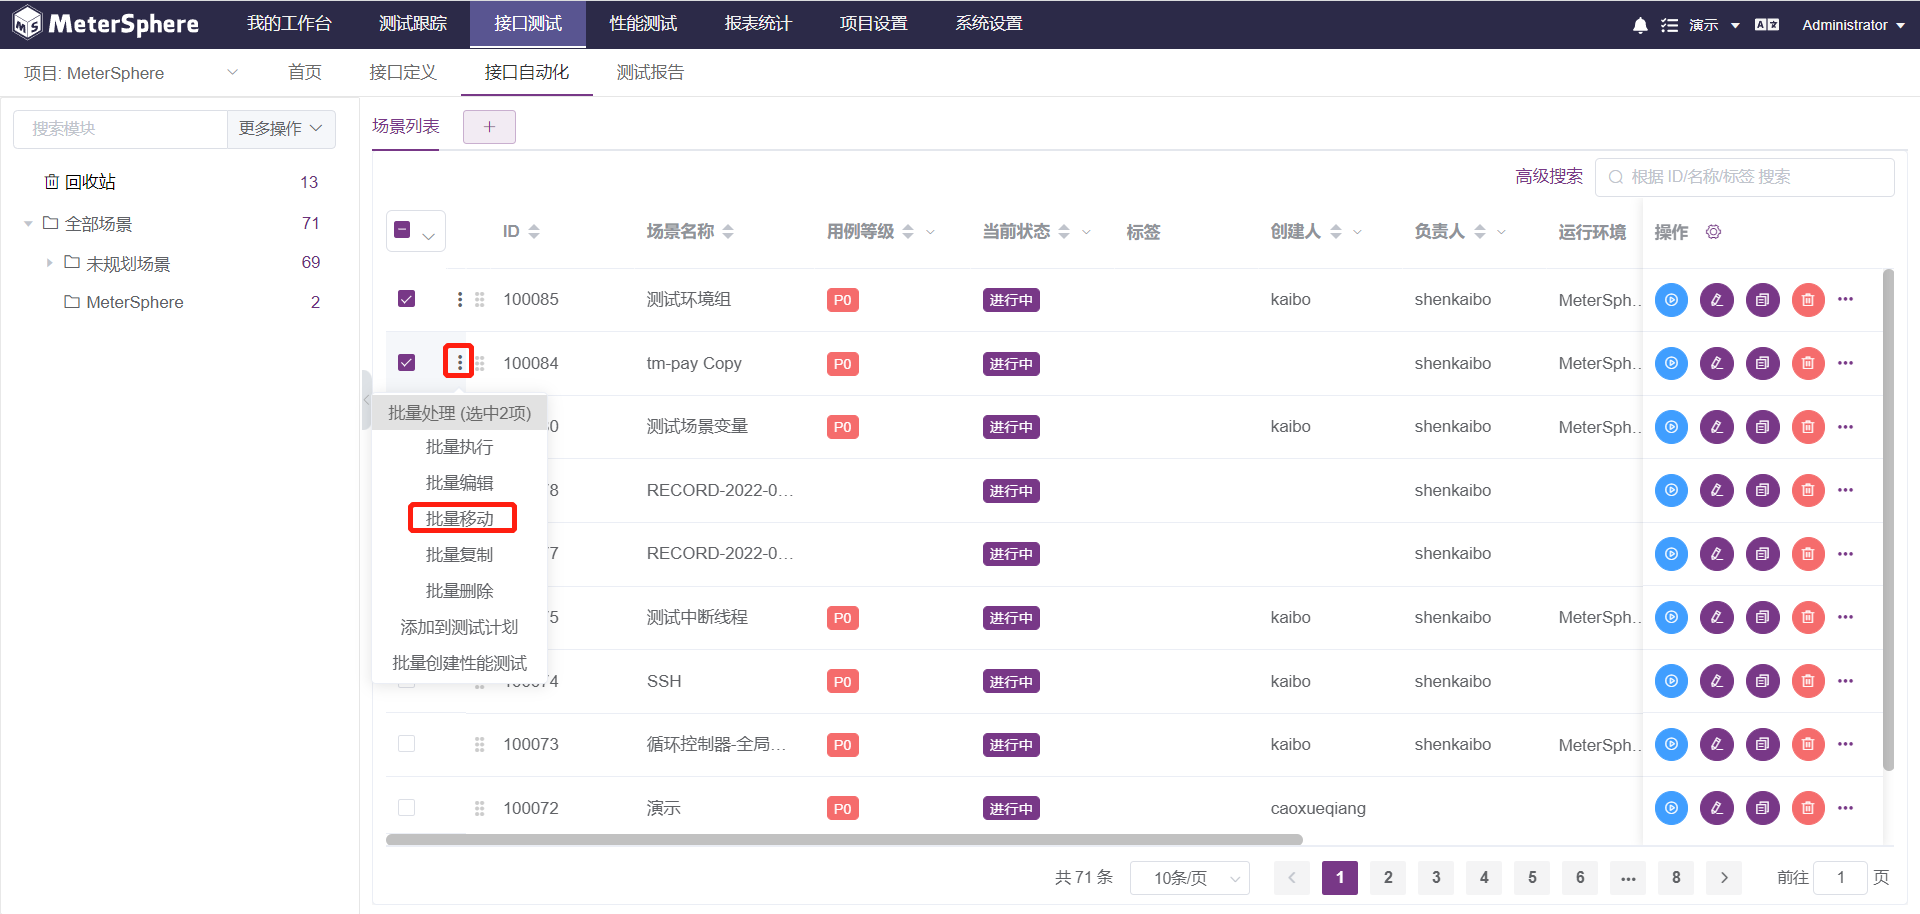 MeterSphere 我的工作台 测试跟踪 接口测试 性能测试 报表统计 项目设置 系统设置 演示 Administrator
项目: MeterSphere 首页 接口定义 接口自动化 测试报告
搜索模块 更多操作
回收站 13
全部场景 71
未规划场景 69
MeterSphere 2
场景列表 +
高级搜索 根据 ID/名称/标签 搜索
ID 场景名称 用例等级 当前状态 标签 创建人 负责人 运行环境 操作
100085 测试环境组 P0 进行中 kaibo shenkaibo MeterSph...
100084 tm-pay Copy P0 进行中 shenkaibo MeterSph...
批量处理 (选中2项)
批量执行
批量编辑
批量移动
批量复制
批量删除
添加到测试计划
批量创建性能测试
0 测试场景变量 P0 进行中 kaibo shenkaibo MeterSph...
8 RECORD-2022-0... 进行中 shenkaibo
7 RECORD-2022-0... 进行中 shenkaibo
5 测试中断线程 P0 进行中 kaibo shenkaibo MeterSph...
100074 SSH P0 进行中 kaibo shenkaibo
100073 循环控制器-全局... P0 进行中 kaibo shenkaibo MeterSph...
100072 演示 P0 进行中 caoxueqiang
共 71 条 10条/页 1 2 3 4 5 6 ... 8 前往 1 页